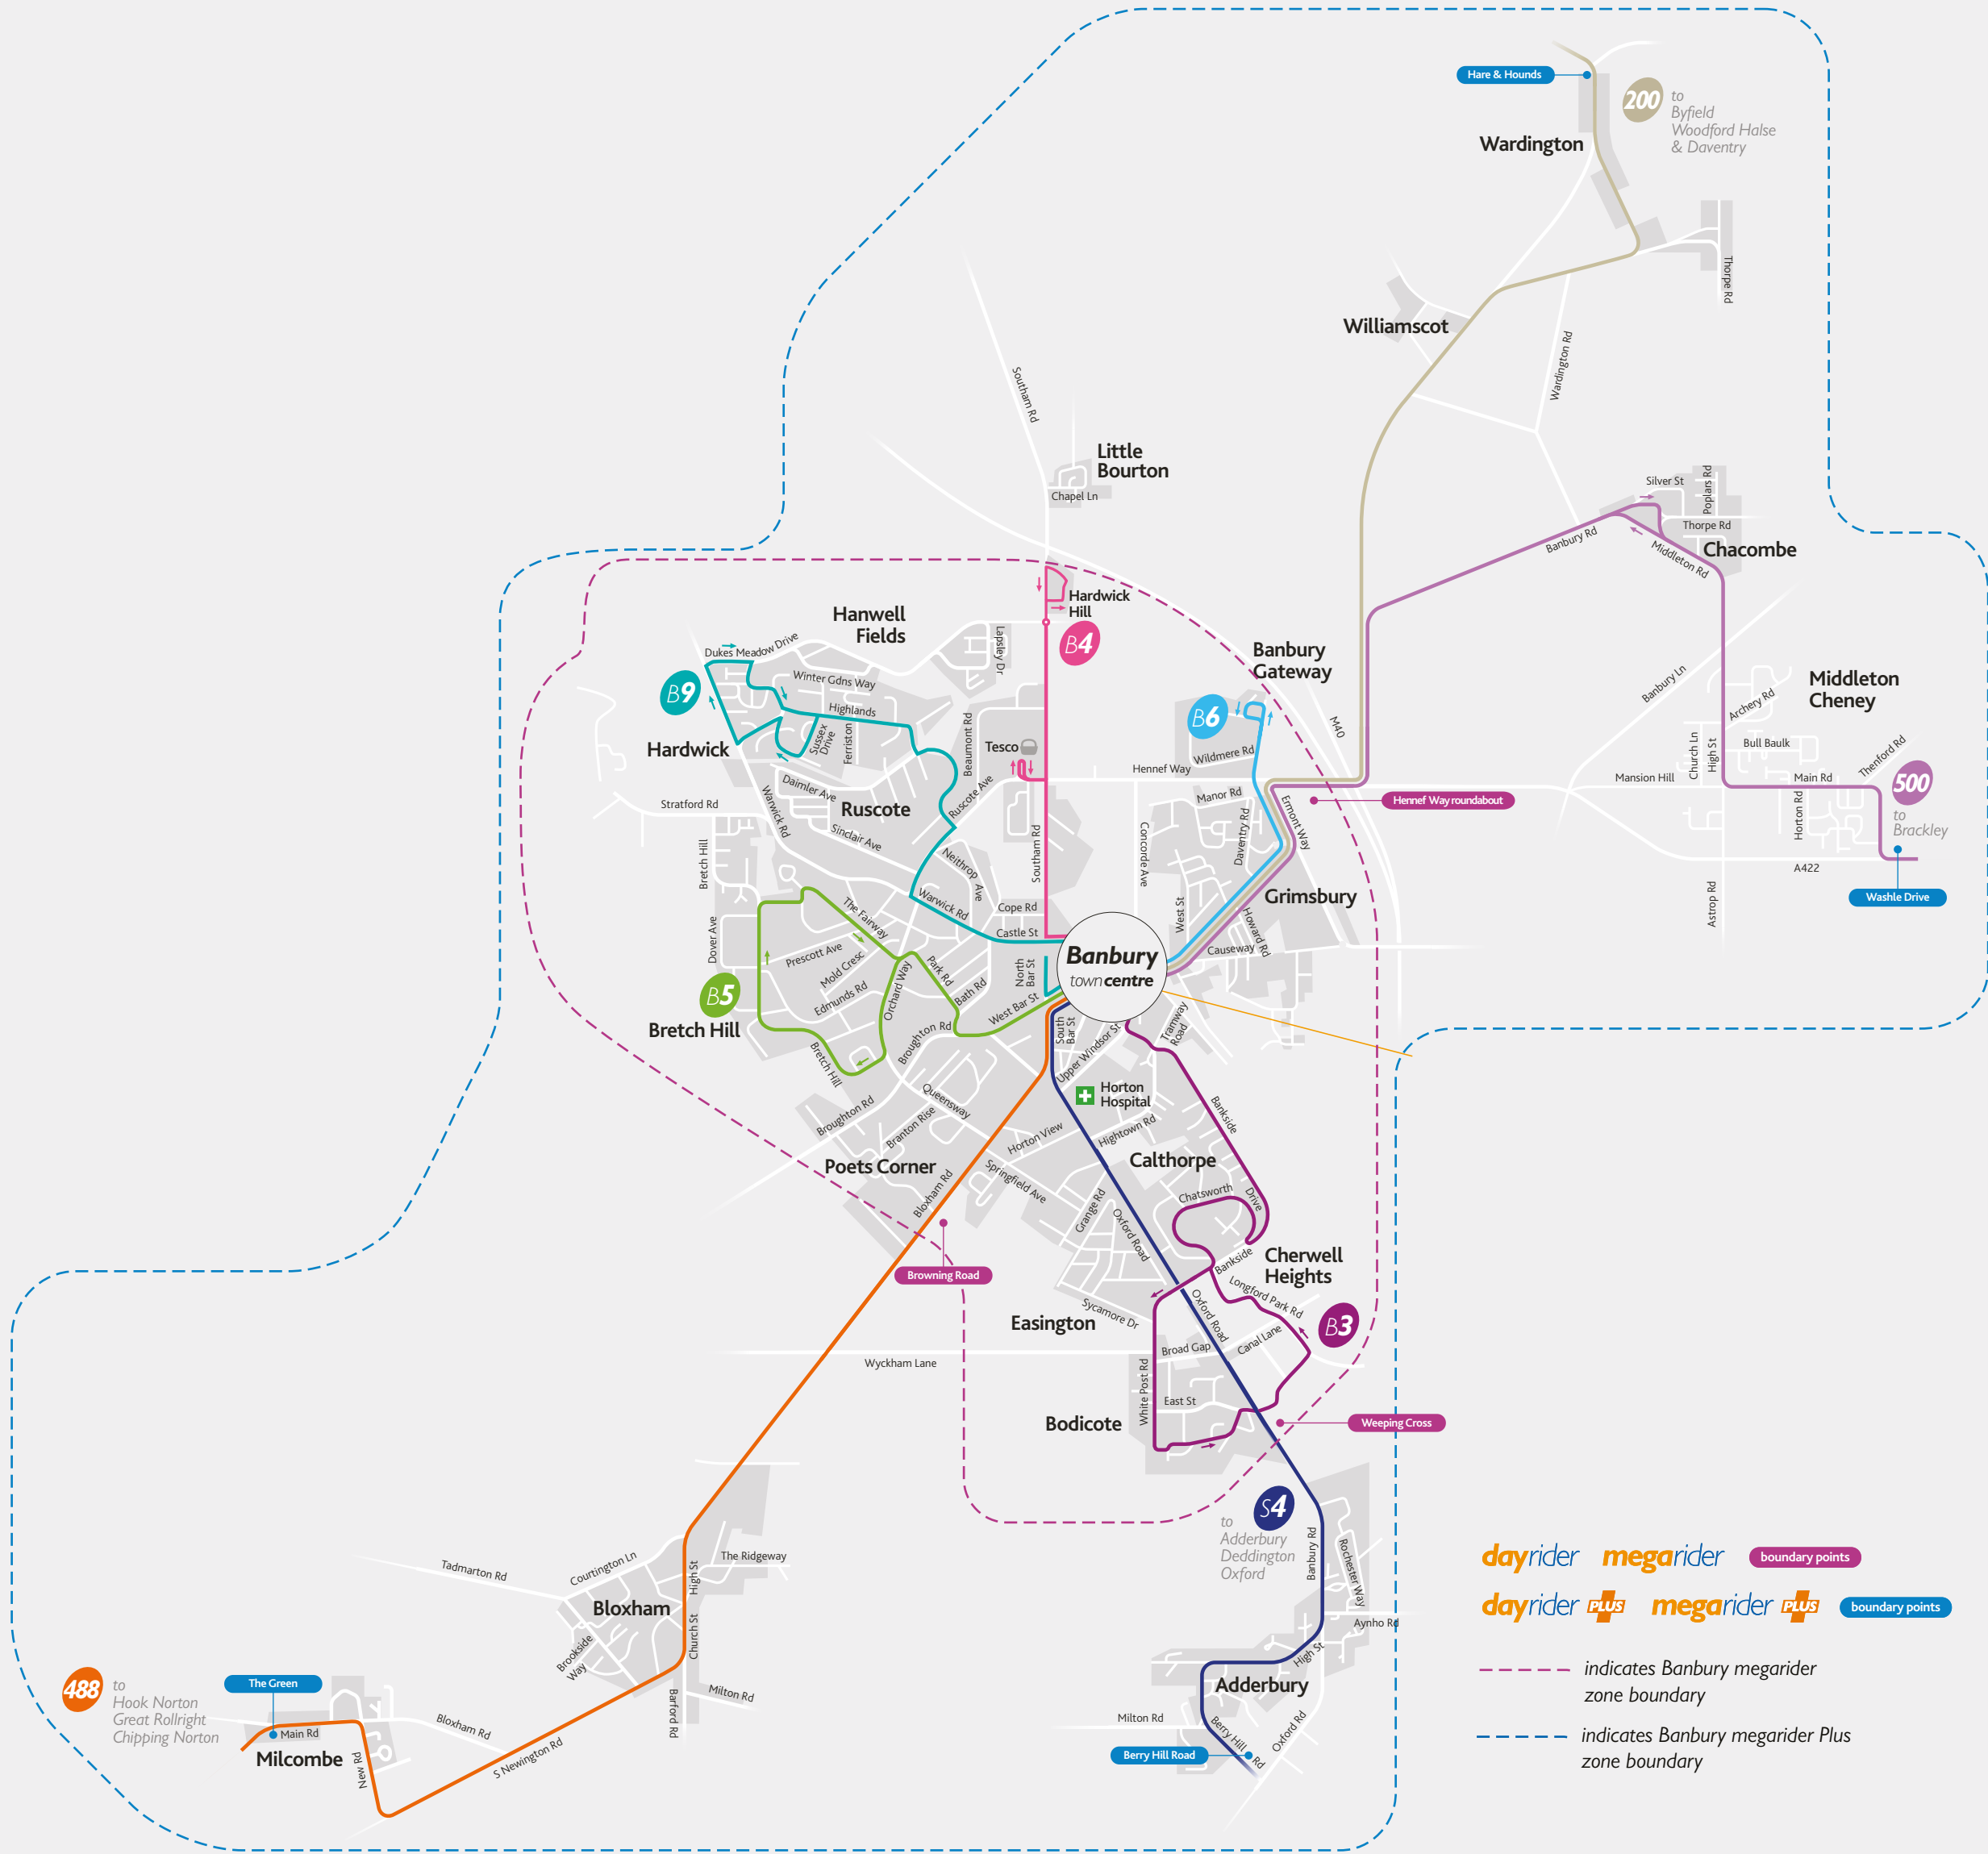 Hare & Hounds
200
to
Byfield
Woodford Halse
& Daventry
Wardington
Thorpe Rd
Williamscot
Wardington Rd
Southam Rd
Little
Bourton
Chapel Ln
Silver St
Poplars Rd
Thorpe Rd
Banbury Rd
Middleton Rd
Chacombe
Hardwick
Hill
B4
Hanwell
Fields
Lapsley Dr
Dukes Meadow Drive
Winter Gdns Way
B9
Highlands
Sussex
Drive
Ferriston
Hardwick
Beaumont Rd
Tesco
Banbury
Gateway
B6
Wildmere Rd
M40
Hennef Way
Banbury Ln
Middleton
Cheney
Archery Rd
Church Ln
High St
Bull Baulk
Thenford Rd
Mansion Hill
Main Rd
Horton Rd
500
to
Brackley
A422
Washle Drive
Astrop Rd
Hennef Way roundabout
Stratford Rd
Daimler Ave
Ruscote
Ruscote Ave
Warwick Rd
Sinclair Ave
Southam Rd
Manor Rd
Ermont Way
Daventry Rd
Concorde Ave
Bretch Hill
Neithrop Ave
Grimsbury
Warwick Rd
Cope Rd
West St
Howard Rd
The Fairway
Castle St
Causeway
Dover Ave
Prescott Ave
Mold Cresc
Edmunds Rd
Orchard Way
Park Rd
Bath Rd
North
Bar St
West Bar St
Banbury
towncentre
B5
Bretch Hill
Broughton Rd
South
Bar St
Upper Windsor St
Tramway
Road
Bretch Hill
Horton
Hospital
Queensway
Broughton Rd
Branton Rise
Horton View
Hightown Rd
Bankside
Poets Corner
Calthorpe
Springfield Ave
Bloxham Rd
Grange Rd
Oxford Road
Chatsworth
Drive
Bankside
Cherwell
Heights
Browning Road
Longford Park Rd
Sycamore Dr
Easington
Oxford Road
B3
Broad Gap
Canal Lane
Wyckham Lane
White Post Rd
East St
Bodicote
Weeping Cross
S4
to
Adderbury
Deddington
Oxford
Banbury Rd
Rochester Way
Aynho Rd
High St
Adderbury
Milton Rd
Berry Hill Rd
Oxford Rd
Berry Hill Road
Tadmarton Rd
Courtington Ln
The Ridgeway
High St
Bloxham
Church St
Brookside
Way
Milton Rd
Barford Rd
488
to
Hook Norton
Great Rollright
Chipping Norton
The Green
Main Rd
Milcombe
New Rd
Bloxham Rd
S Newington Rd
dayrider megarider boundary points
dayrider PLUS megarider PLUS boundary points
indicates Banbury megarider
zone boundary
indicates Banbury megarider Plus
zone boundary